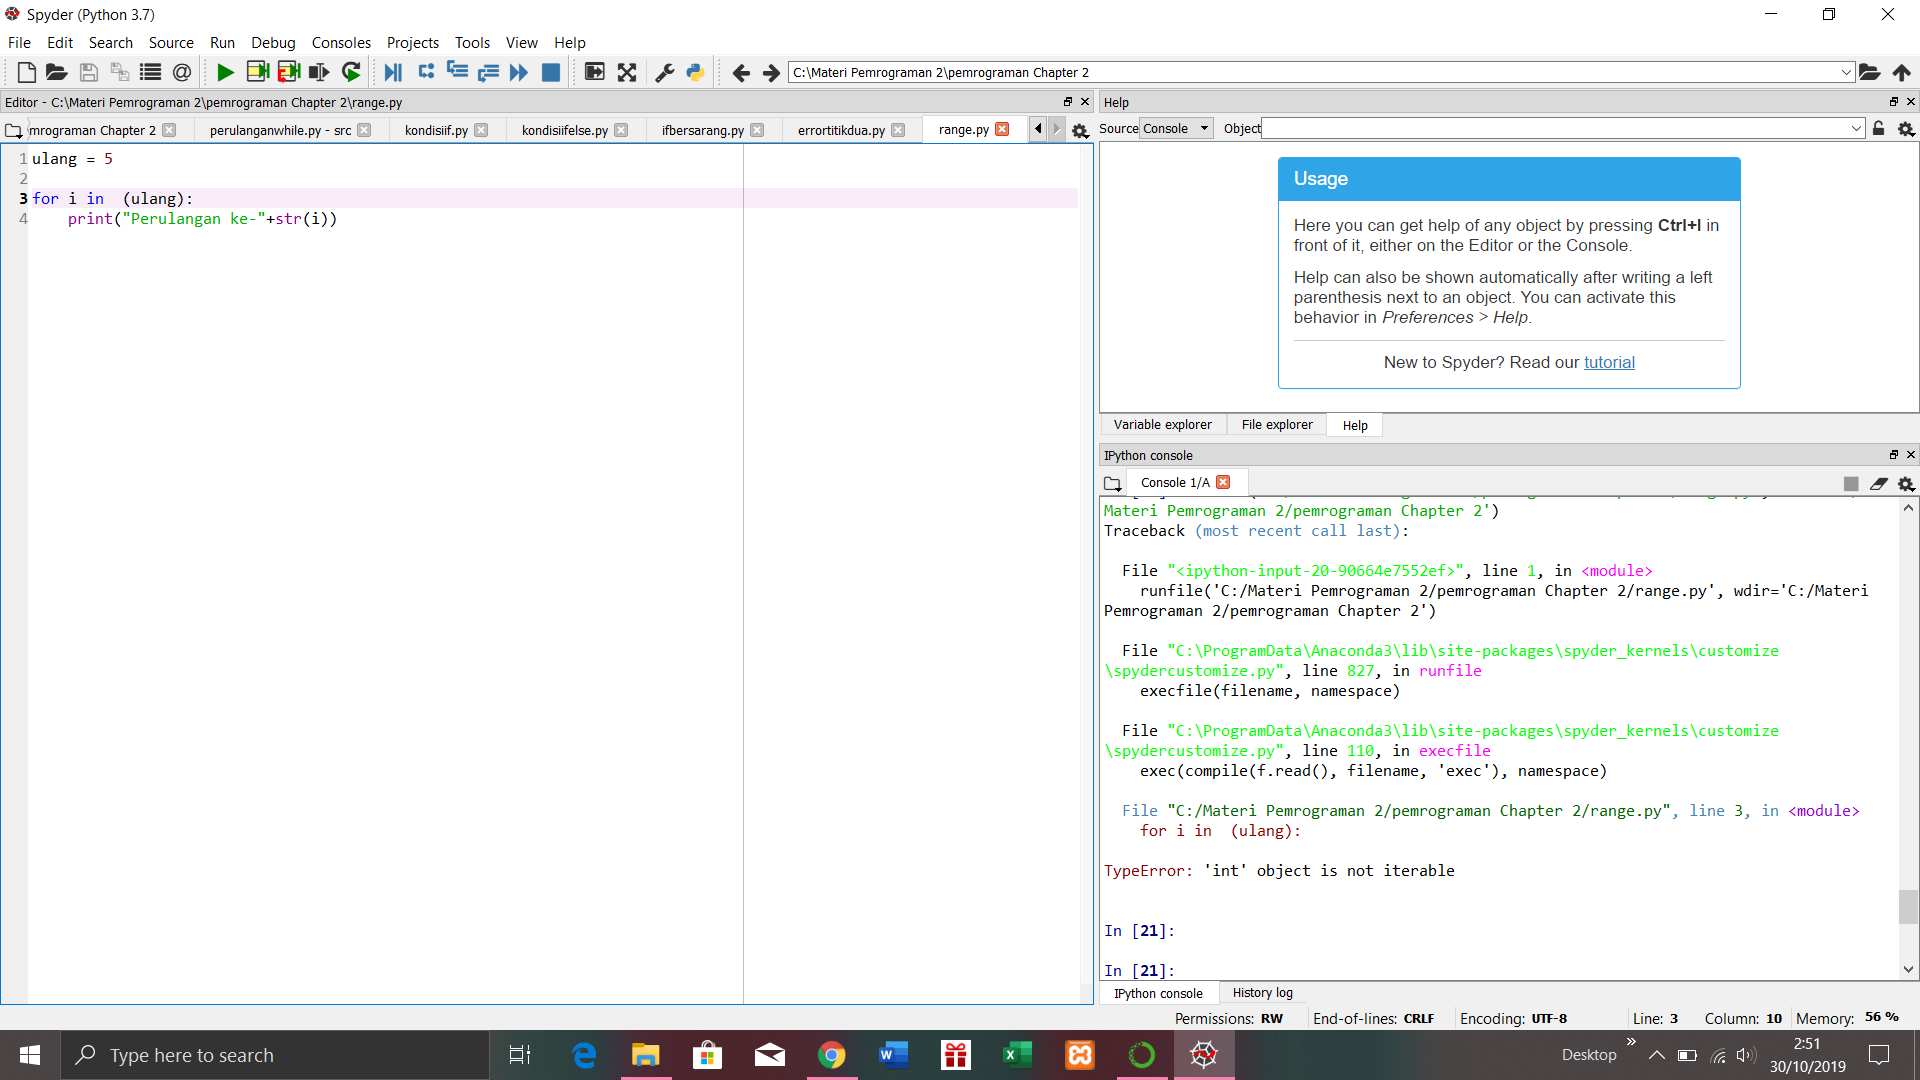 Spyder (Python 3.7)
File Edit Search Source Run Debug Consoles Projects Tools View Help
C:\Materi Pemrograman 2\pemrograman Chapter 2
Editor - C:\Materi Pemrograman 2\pemrograman Chapter 2\range.py
mrograman Chapter 2 perulanganwhile.py - src kondisiif.py kondisiifelse.py ifbersarang.py errortitikdua.py range.py
1 ulang = 5
2
3 for i in  (ulang):
4     print("Perulangan ke-"+str(i))
Help
Source Console Object
Usage
Here you can get help of any object by pressing Ctrl+I in
front of it, either on the Editor or the Console.
Help can also be shown automatically after writing a left
parenthesis next to an object. You can activate this
behavior in Preferences > Help.
New to Spyder? Read our tutorial
Variable explorer File explorer Help
IPython console
Console 1/A
Materi Pemrograman 2/pemrograman Chapter 2')
Traceback (most recent call last):
File "<ipython-input-20-90664e7552ef>", line 1, in <module>
runfile('C:/Materi Pemrograman 2/pemrograman Chapter 2/range.py', wdir='C:/Materi
Pemrograman 2/pemrograman Chapter 2')
File "C:\ProgramData\Anaconda3\lib\site-packages\spyder_kernels\customize
\spydercustomize.py", line 827, in runfile
execfile(filename, namespace)
File "C:\ProgramData\Anaconda3\lib\site-packages\spyder_kernels\customize
\spydercustomize.py", line 110, in execfile
exec(compile(f.read(), filename, 'exec'), namespace)
File "C:/Materi Pemrograman 2/pemrograman Chapter 2/range.py", line 3, in <module>
for i in  (ulang):
TypeError: 'int' object is not iterable
In [21]:
In [21]:
IPython console History log
Permissions: RW End-of-lines: CRLF Encoding: UTF-8 Line: 3 Column: 10 Memory: 56 %
Type here to search
Desktop
2:51
30/10/2019